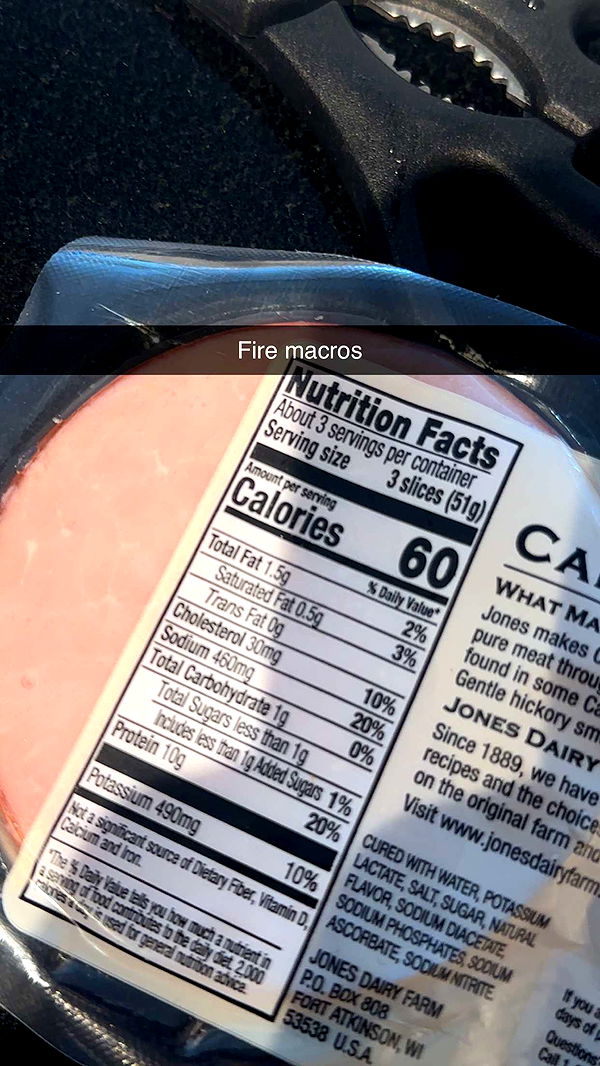 Fire macros
Nutrition Facts
About 3 servings per container
Serving size 3 slices (51g)
Amount per serving
Calories 60
% Daily Value*
Total Fat 1.5g 2%
Saturated Fat 0.5g 3%
Trans Fat 0g
Cholesterol 30mg 10%
Sodium 460mg 20%
Total Carbohydrate 1g 0%
Total Sugars less than 1g
Includes less than 1g Added Sugars 1%
Protein 10g 20%
Potassium 490mg 10%
Not a significant source of Dietary Fiber, Vitamin D,
Calcium and Iron.
*The % Daily Value tells you how much a nutrient in
a serving of food contributes to the daily diet. 2,000
calories a day is used for general nutrition advice.
CA
WHAT MA
Jones makes
pure meat throu
found in some Ca
Gentle hickory sm
JONES DAIRY
Since 1889, we have
recipes and the choice
on the original farm and
Visit www.jonesdairyfarm
CURED WITH WATER, POTASSIUM
LACTATE, SALT, SUGAR, NATURAL
FLAVOR, SODIUM DIACETATE,
SODIUM PHOSPHATES, SODIUM
ASCORBATE, SODIUM NITRITE.
JONES DAIRY FARM
P.O. BOX 808
FORT ATKINSON, WI
53538 U.S.A.
If you a
days of p
Questions
Call 1